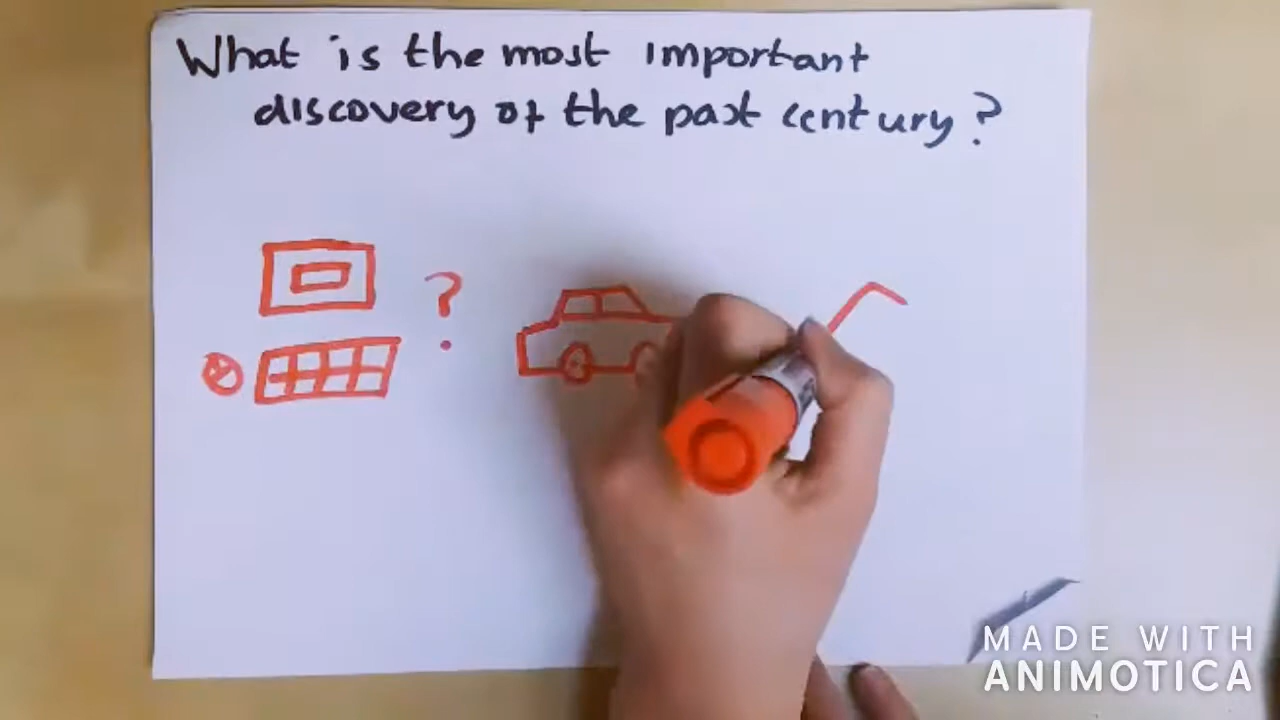 What is the most important
discovery of the past century?
?
MADE WITH
ANIMOTICA